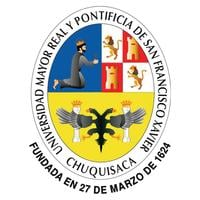 UNIVERSIDAD MAYOR REAL Y PONTIFICIA DE SAN FRANCISCO XAVIER
CHUQUISACA
FUNDADA EN 27 DE MARZO DE 1624